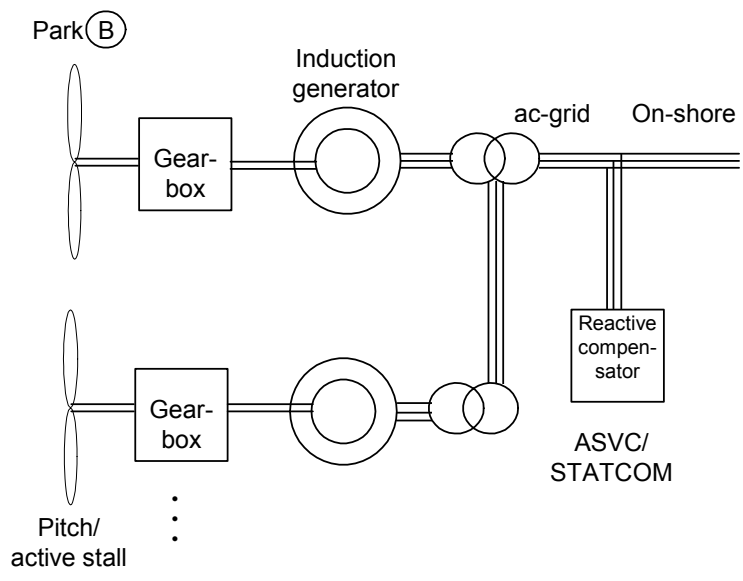 Park B
Induction
generator
ac-grid On-shore
Gear-
box
Reactive
compen-
sator
Gear-
box
ASVC/
STATCOM
Pitch/
active stall